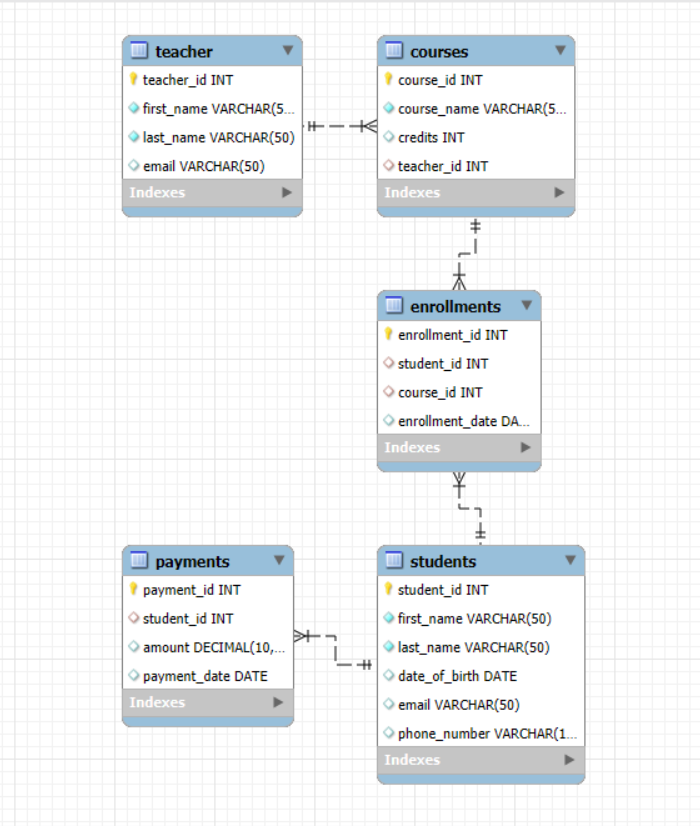 teacher
teacher_id INT
first_name VARCHAR(5...
last_name VARCHAR(50)
email VARCHAR(50)
Indexes
courses
course_id INT
course_name VARCHAR(5...
credits INT
teacher_id INT
Indexes
enrollments
enrollment_id INT
student_id INT
course_id INT
enrollment_date DA...
Indexes
payments
payment_id INT
student_id INT
amount DECIMAL(10,...
payment_date DATE
Indexes
students
student_id INT
first_name VARCHAR(50)
last_name VARCHAR(50)
date_of_birth DATE
email VARCHAR(50)
phone_number VARCHAR(1...
Indexes